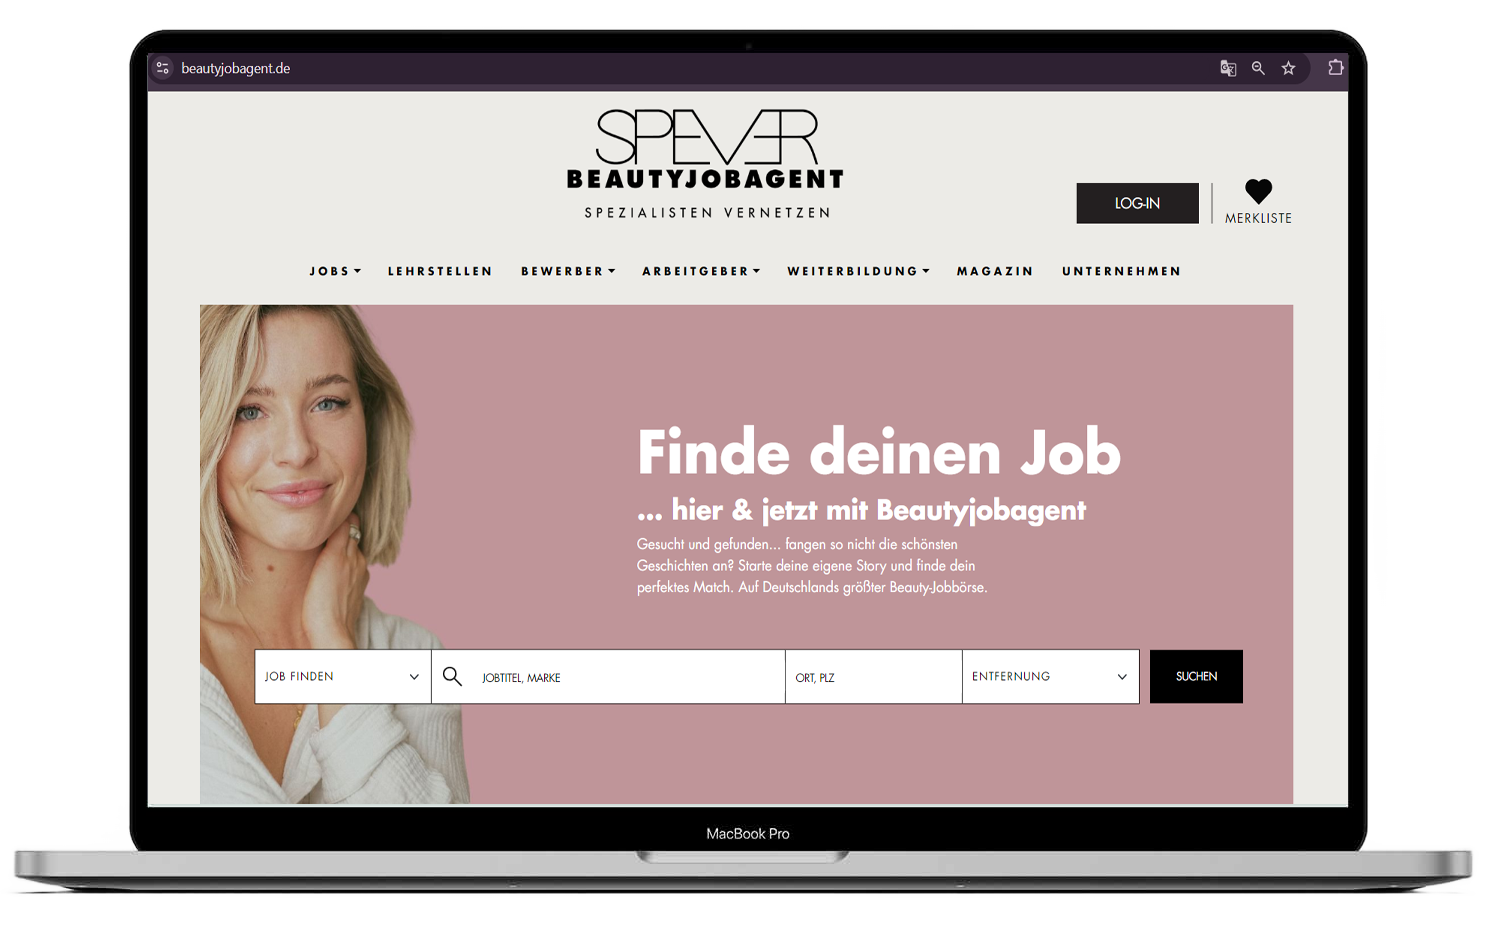 beautyjobagent.de
SPEVER
BEAUTYJOBAGENT
SPEZIALISTEN VERNETZEN
LOG-IN
MERKLISTE
JOBS LEHRSTELLEN BEWERBER ARBEITGEBER WEITERBILDUNG MAGAZIN UNTERNEHMEN
Finde deinen Job
... hier & jetzt mit Beautyjobagent
Gesucht und gefunden... fangen so nicht die schönsten
Geschichten an? Starte deine eigene Story und finde dein
perfektes Match. Auf Deutschlands größter Beauty-Jobbörse.
JOB FINDEN JOBTITEL, MARKE ORT, PLZ ENTFERNUNG SUCHEN
MacBook Pro